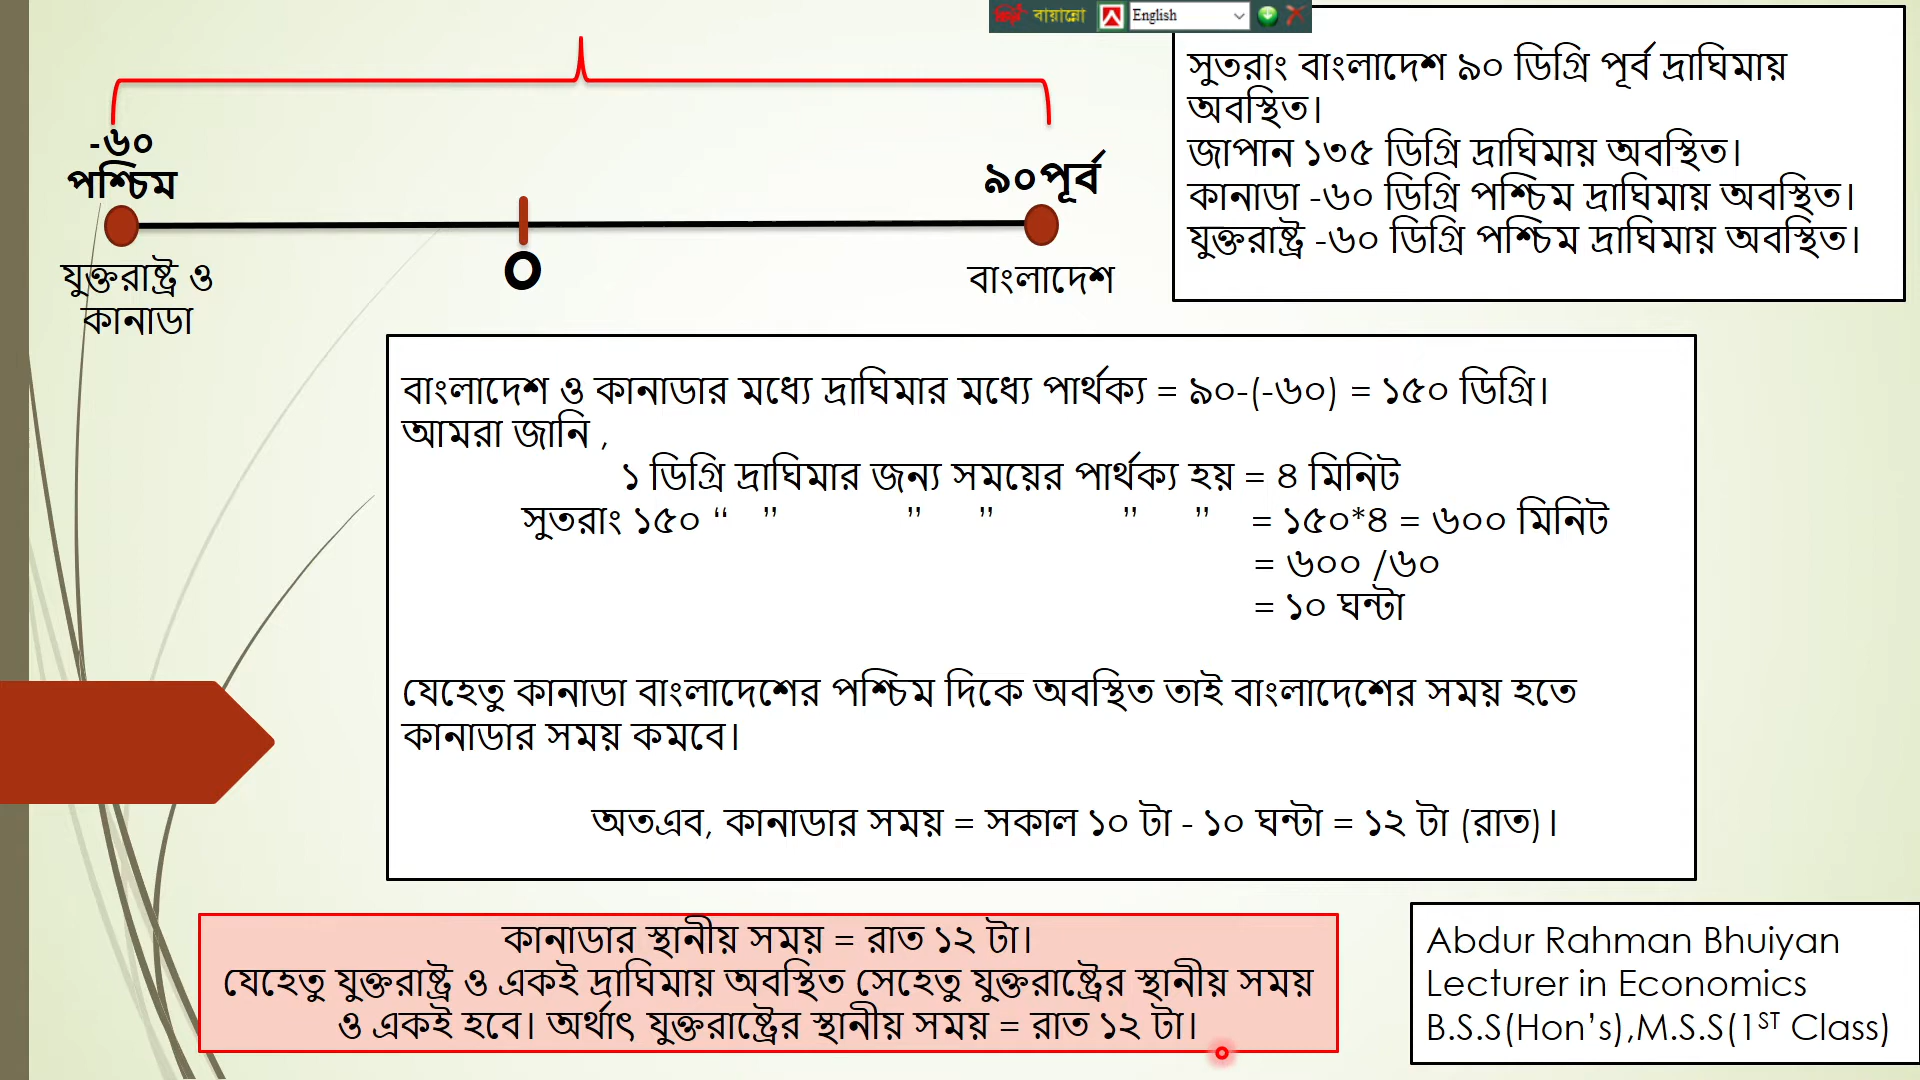 বায়ান্নো
English
সুতরাং বাংলাদেশ ৯০ ডিগ্রি পূর্ব দ্রাঘিমায়
অবস্থিত।
জাপান ১৩৫ ডিগ্রি দ্রাঘিমায় অবস্থিত।
কানাডা -৬০ ডিগ্রি পশ্চিম দ্রাঘিমায় অবস্থিত।
যুক্তরাষ্ট্র -৬০ ডিগ্রি পশ্চিম দ্রাঘিমায় অবস্থিত।
-৬০
পশ্চিম
৯০পূর্ব
০
যুক্তরাষ্ট্র ও
কানাডা
বাংলাদেশ
বাংলাদেশ ও কানাডার মধ্যে দ্রাঘিমার মধ্যে পার্থক্য = ৯০-(-৬০) = ১৫০ ডিগ্রি।
আমরা জানি ,
১ ডিগ্রি দ্রাঘিমার জন্য সময়ের পার্থক্য হয় = ৪ মিনিট
সুতরাং ১৫০ “ ” ” ” ” ” = ১৫০*৪ = ৬০০ মিনিট
= ৬০০ /৬০
= ১০ ঘন্টা
যেহেতু কানাডা বাংলাদেশের পশ্চিম দিকে অবস্থিত তাই বাংলাদেশের সময় হতে
কানাডার সময় কমবে।
অতএব, কানাডার সময় = সকাল ১০ টা - ১০ ঘন্টা = ১২ টা (রাত)।
কানাডার স্থানীয় সময় = রাত ১২ টা।
যেহেতু যুক্তরাষ্ট্র ও একই দ্রাঘিমায় অবস্থিত সেহেতু যুক্তরাষ্ট্রের স্থানীয় সময়
ও একই হবে। অর্থাৎ যুক্তরাষ্ট্রের স্থানীয় সময় = রাত ১২ টা।
Abdur Rahman Bhuiyan
Lecturer in Economics
B.S.S(Hon’s),M.S.S(1ST Class)